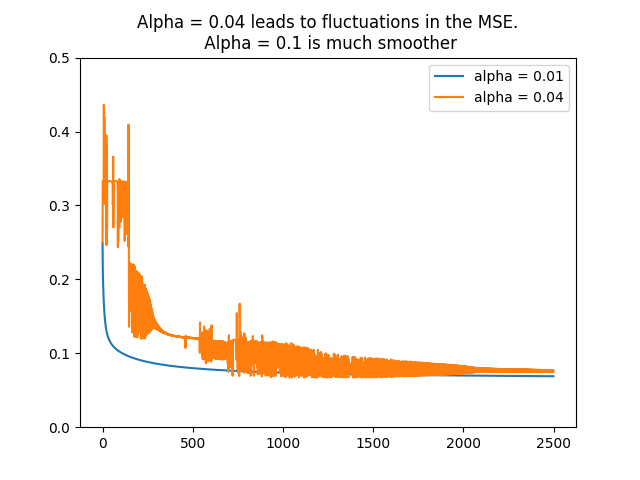 Alpha = 0.04 leads to fluctuations in the MSE.
Alpha = 0.1 is much smoother
alpha = 0.01
alpha = 0.04
0.5
0.4
0.3
0.2
0.1
0.0
0 500 1000 1500 2000 2500